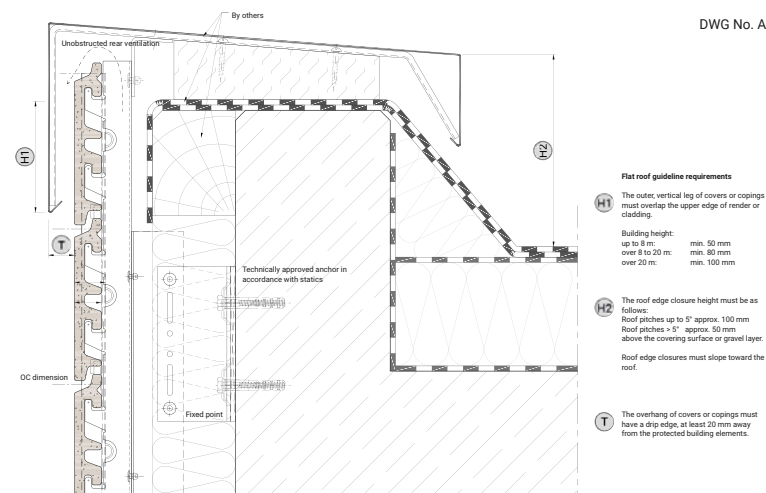 By others
DWG No. A
Unobstructed rear ventilation
H1
H2
T
Technically approved anchor in
accordance with statics
OC dimension
Fixed point
Flat roof guideline requirements
H1
The outer, vertical leg of covers or copings
must overlap the upper edge of render or
cladding.
Building height:
up to 8 m: min. 50 mm
over 8 to 20 m: min. 80 mm
over 20 m: min. 100 mm
H2
The roof edge closure height must be as
follows:
Roof pitches up to 5° approx. 100 mm
Roof pitches > 5° approx. 50 mm
above the covering surface or gravel layer.
Roof edge closures must slope toward the
roof.
T
The overhang of covers or copings must
have a drip edge, at least 20 mm away
from the protected building elements.